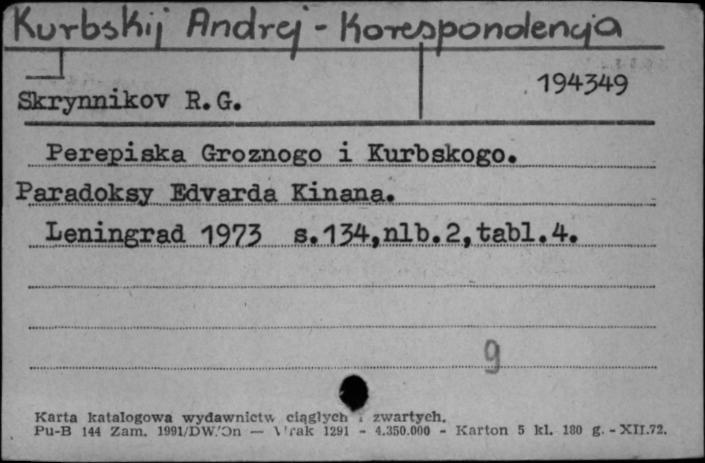 Kurbskij Andrej - Korespondencja
194349
Skrynnikov R.G.
Perepiska Groznogo i Kurbskogo.
Paradoksy Edvarda Kinana.
Leningrad 1973 s.134,nlb.2,tabl.4.
9
Karta katalogowa wydawnictw ciągłych i zwartych.
Pu-B 144 Zam. 1991/DW. — 1291 - 4.350.000 - Karton 5 kl. 180 g. - XII.72.